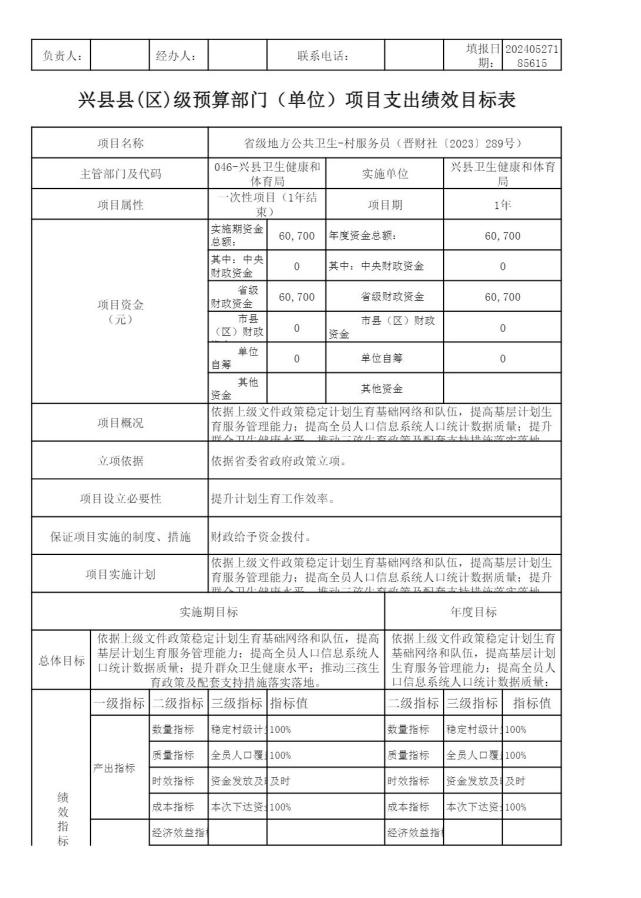 负责人：
经办人：
联系电话：
填报日期：
20240527185615
兴县县(区)级预算部门（单位）项目支出绩效目标表
项目名称
省级地方公共卫生-村服务员（晋财社〔2023〕289号）
主管部门及代码
046-兴县卫生健康和
体育局
实施单位
兴县卫生健康和体育
局
项目属性
一次性项目（1年结
束）
项目期
1年
项目资金
（元）
实施期资金
总额：
60,700
年度资金总额：
60,700
其中：中央
财政资金
0
其中：中央财政资金
0
省级
财政资金
60,700
省级财政资金
60,700
市县
（区）财政
0
市县（区）财政
资金
0
单位
自筹
0
单位自筹
0
其他
资金
其他资金
项目概况
依据上级文件政策稳定计划生育基础网络和队伍，提高基层计划生
育服务管理能力；提高全员人口信息系统人口统计数据质量；提升
群众卫生健康水平；推动三孩生育政策及配套支持措施落实落地。
立项依据
依据省委省政府政策立项。
项目设立必要性
提升计划生育工作效率。
保证项目实施的制度、措施
财政给予资金拨付。
项目实施计划
依据上级文件政策稳定计划生育基础网络和队伍，提高基层计划生
育服务管理能力；提高全员人口信息系统人口统计数据质量；提升
群众卫生健康水平；推动三孩生育政策及配套支持措施落实落地。
实施期目标
年度目标
总体目标
依据上级文件政策稳定计划生育基础网络和队伍，提高
基层计划生育服务管理能力；提高全员人口信息系统人
口统计数据质量；提升群众卫生健康水平；推动三孩生
育政策及配套支持措施落实落地。
依据上级文件政策稳定计划生育
基础网络和队伍，提高基层计划
生育服务管理能力；提高全员人
口信息系统人口统计数据质量；
绩效指标
一级指标
二级指标
三级指标
指标值
二级指标
三级指标
指标值
产出指标
数量指标
稳定村级计
100%
数量指标
稳定村级计
100%
质量指标
全员人口覆
100%
质量指标
全员人口覆
100%
时效指标
资金发放及
及时
时效指标
资金发放及
及时
成本指标
本次下达资
100%
成本指标
本次下达资
100%
经济效益指
经济效益指